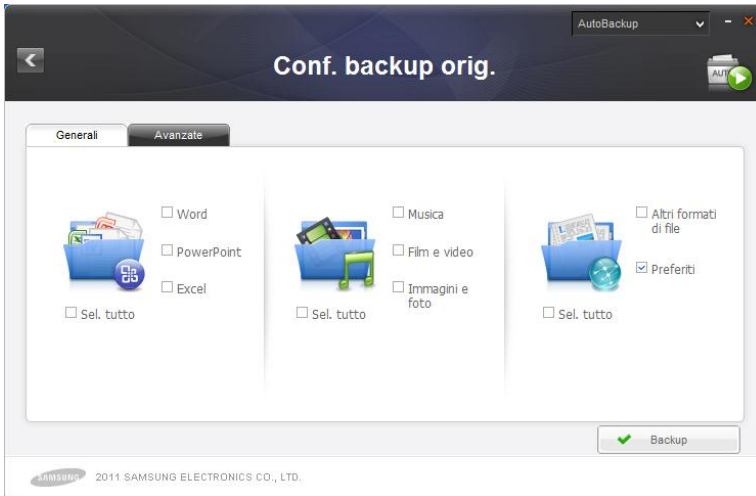 AutoBackup
Conf. backup orig.
AUT
Generali
Avanzate
Word
PowerPoint
Excel
Sel. tutto
Musica
Film e video
Immagini e
foto
Sel. tutto
Altri formati
di file
Preferiti
Sel. tutto
Backup
SAMSUNG
2011 SAMSUNG ELECTRONICS CO., LTD.